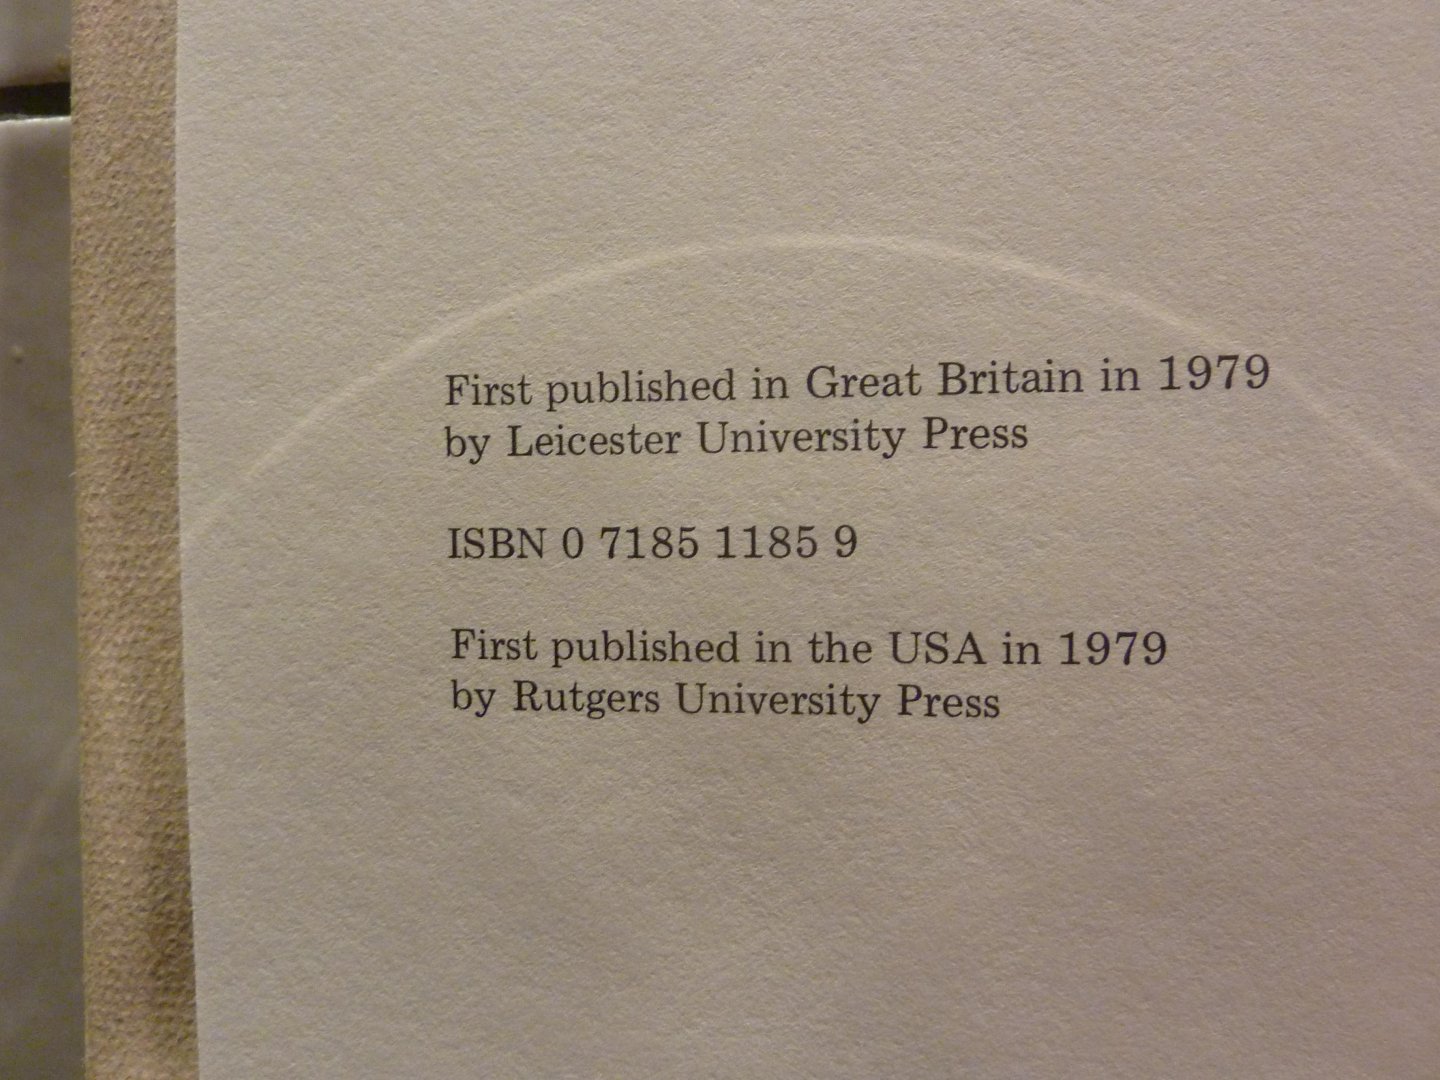 First published in Great Britain in 1979
by Leicester University Press
ISBN 0 7185 1185 9
First published in the USA in 1979
by Rutgers University Press